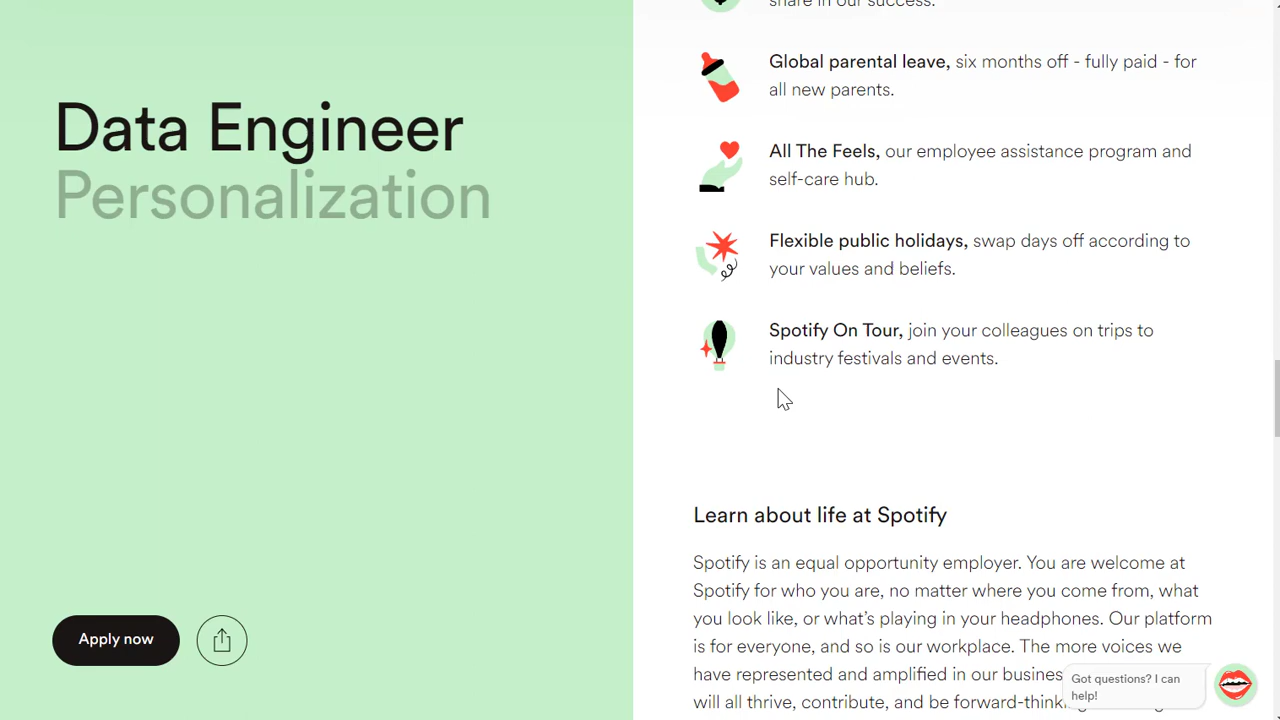 Data Engineer
Personalization
Apply now
share in our success.
Global parental leave, six months off - fully paid - for
all new parents.
All The Feels, our employee assistance program and
self-care hub.
Flexible public holidays, swap days off according to
your values and beliefs.
Spotify On Tour, join your colleagues on trips to
industry festivals and events.
Learn about life at Spotify
Spotify is an equal opportunity employer. You are welcome at
Spotify for who you are, no matter where you come from, what
you look like, or what’s playing in your headphones. Our platform
is for everyone, and so is our workplace. The more voices we
have represented and amplified in our
will all thrive, contribute, and be
Got questions? I can
help!